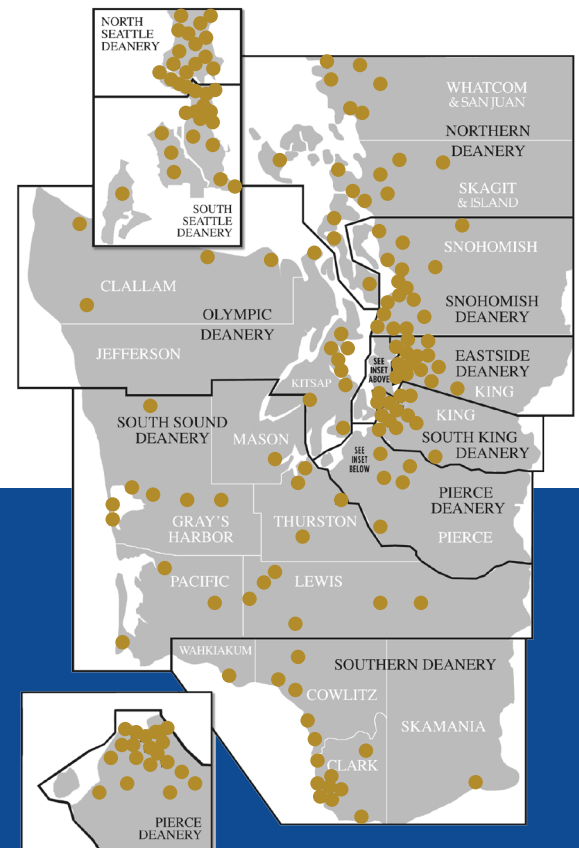 NORTH
SEATTLE
DEANERY
SOUTH
SEATTLE
DEANERY
WHATCOM
& SAN JUAN
NORTHERN
DEANERY
SKAGIT
& ISLAND
SNOHOMISH
SNOHOMISH
DEANERY
CLALLAM
OLYMPIC
DEANERY
JEFFERSON
EASTSIDE
DEANERY
KING
SEE
INSET
ABOVE
KITSAP
KING
SOUTH KING
DEANERY
SOUTH SOUND
DEANERY
MASON
SEE
INSET
BELOW
PIERCE
DEANERY
PIERCE
GRAY'S
HARBOR
THURSTON
PACIFIC
LEWIS
WAHKIAKUM
SOUTHERN DEANERY
COWLITZ
SKAMANIA
CLARK
PIERCE
DEANERY